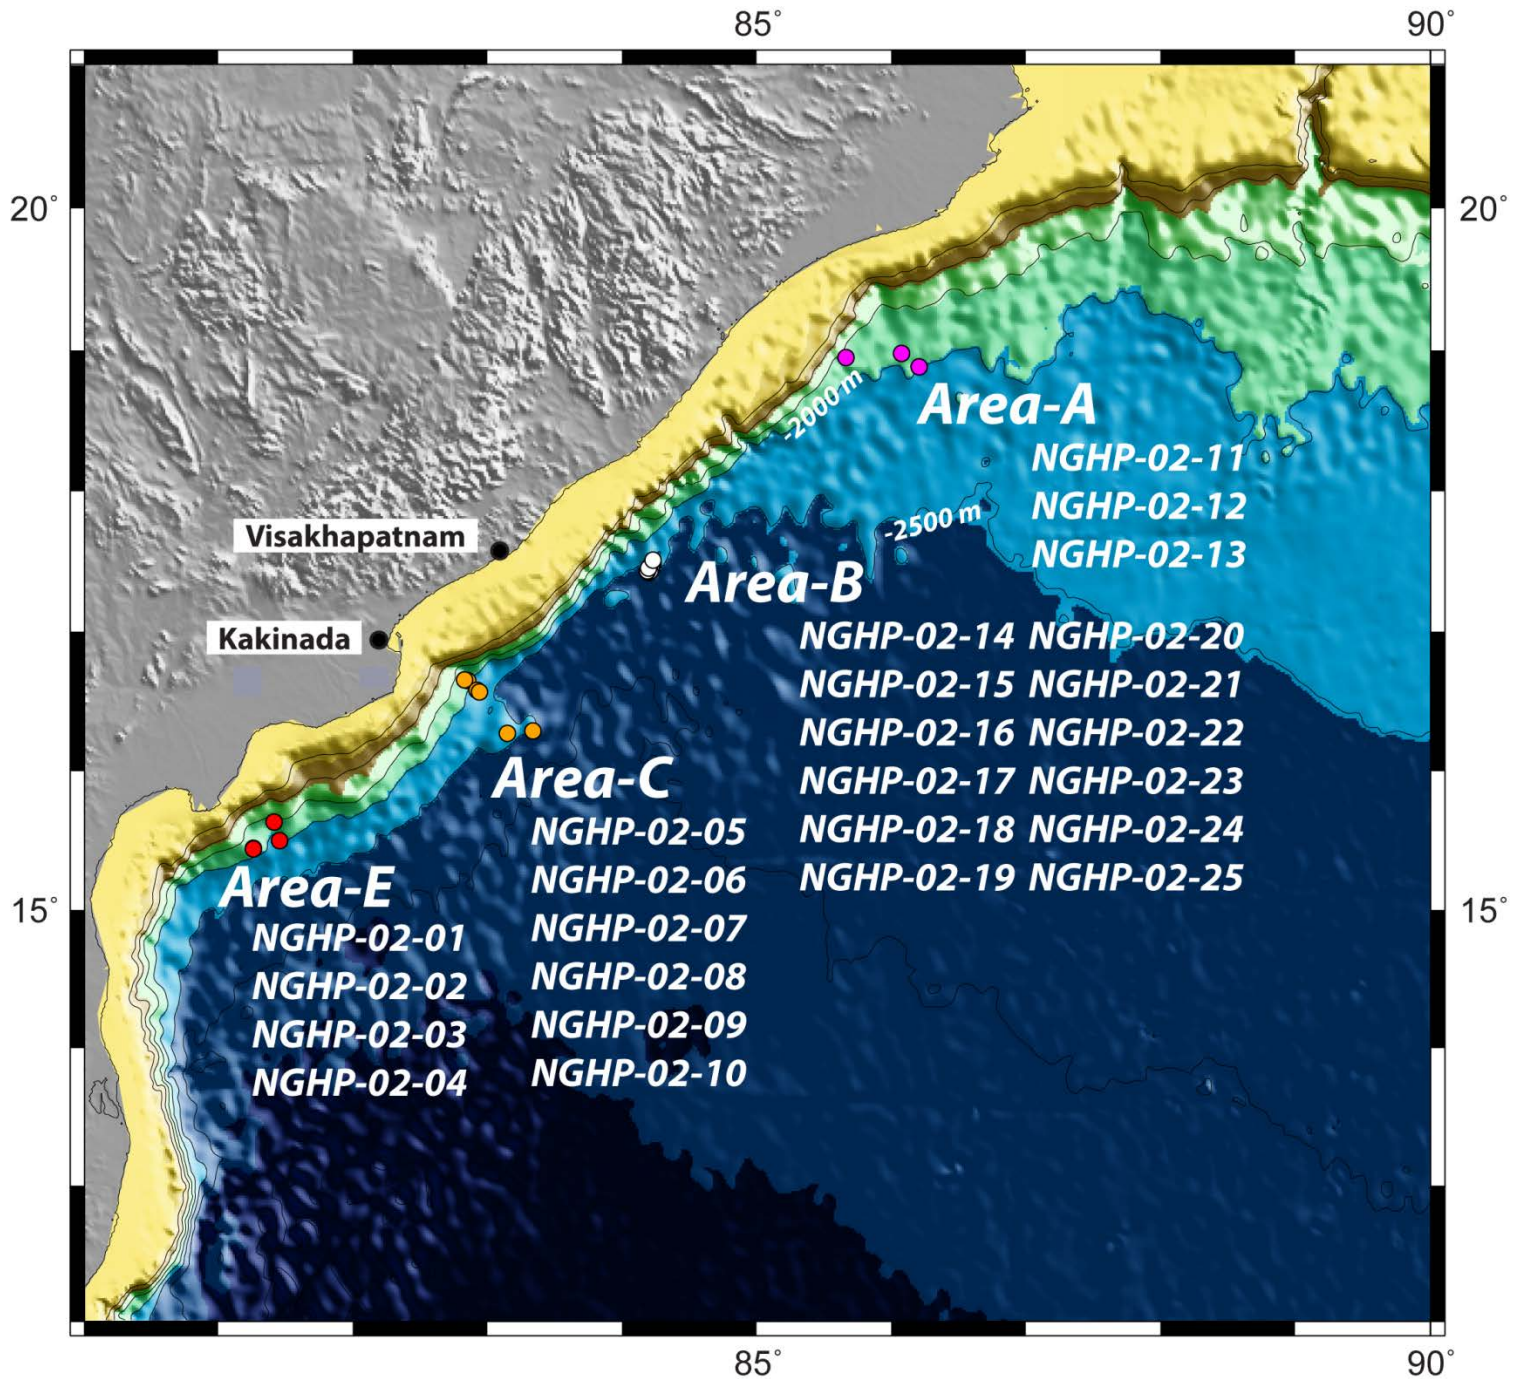 85°
90°
20°
20°
-2000 m
Area-A
NGHP-02-11
NGHP-02-12
NGHP-02-13
-2500 m
Visakhapatnam
Area-B
NGHP-02-14 NGHP-02-20
NGHP-02-15 NGHP-02-21
NGHP-02-16 NGHP-02-22
NGHP-02-17 NGHP-02-23
NGHP-02-18 NGHP-02-24
NGHP-02-19 NGHP-02-25
Kakinada
Area-C
NGHP-02-05
NGHP-02-06
NGHP-02-07
NGHP-02-08
NGHP-02-09
NGHP-02-10
Area-E
NGHP-02-01
NGHP-02-02
NGHP-02-03
NGHP-02-04
15°
15°
85°
90°